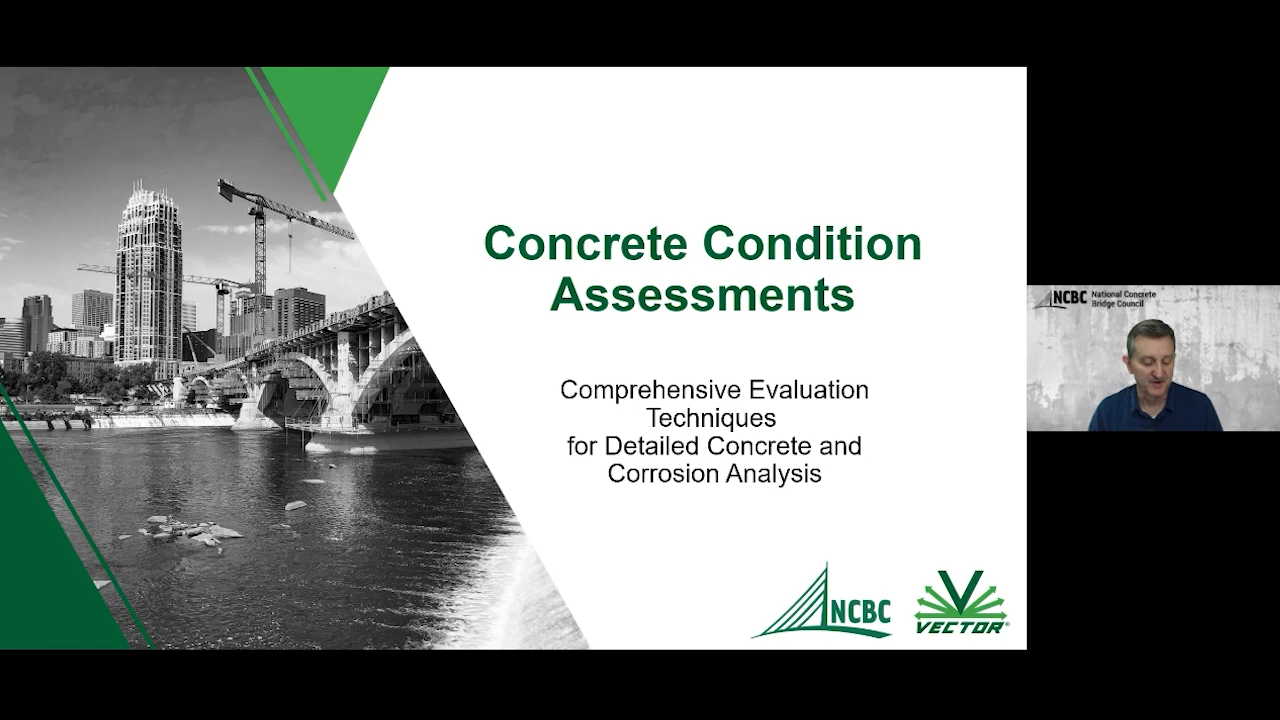 Concrete Condition
Assessments
Comprehensive Evaluation
Techniques
for Detailed Concrete and
Corrosion Analysis
NCBC
VECTOR®
NCBC National Concrete
Bridge Council